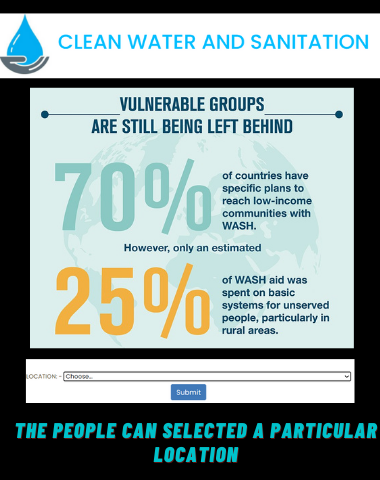 CLEAN WATER AND SANITATION
VULNERABLE GROUPS
ARE STILL BEING LEFT BEHIND
70%
of countries have
specific plans to
reach low-income
communities with
WASH.
However, only an estimated
25%
of WASH aid was
spent on basic
systems for unserved
people, particularly in
rural areas.
LOCATION: - Choose...
Submit
THE PEOPLE CAN SELECTED A PARTICULAR
LOCATION